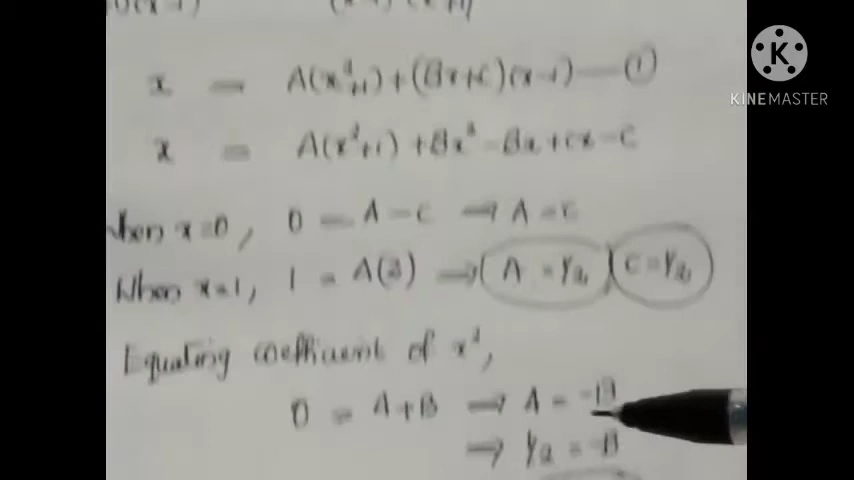 x = A(x²+1) + (Bx+C)(x-1) — ①
K
KINEMASTER
x = A(x²+1) + Bx² - Bx + Cx - C
When x=0, 0 = A - C → A = C
When x=1, 1 = A(2) → A = 1/2, C = 1/2
Equating coefficient of x²,
0 = A+B → A = -B
→ 1/2 = -B